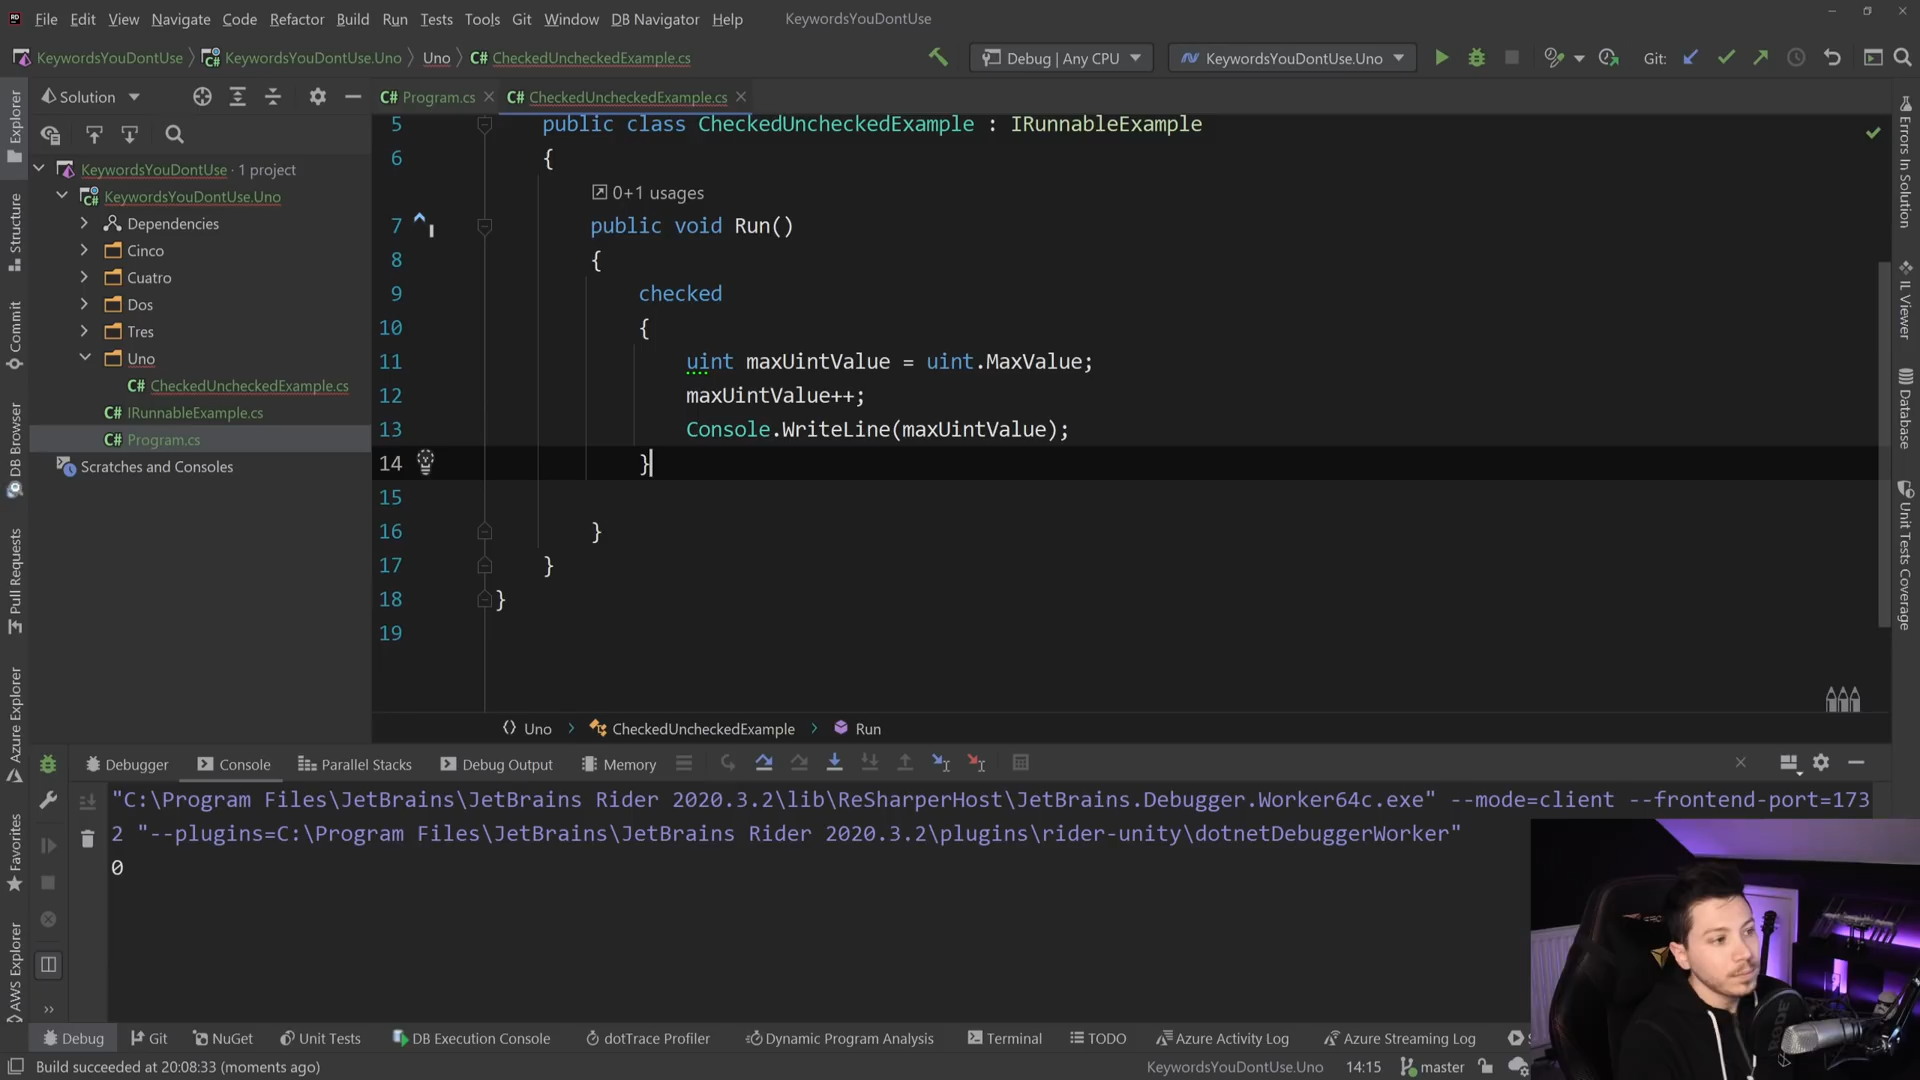 File Edit View Navigate Code Refactor Build Run Tests Tools Git Window DB Navigator Help KeywordsYouDontUse
KeywordsYouDontUse KeywordsYouDontUse.Uno Uno C# CheckedUncheckedExample.cs Debug | Any CPU KeywordsYouDontUse.Uno Git:
Solution
C# Program.cs C# CheckedUncheckedExample.cs
KeywordsYouDontUse · 1 project
KeywordsYouDontUse.Uno
Dependencies
Cinco
Cuatro
Dos
Tres
Uno
C# CheckedUncheckedExample.cs
C# IRunnableExample.cs
C# Program.cs
Scratches and Consoles
Explorer
Structure
Commit
DB Browser
Pull Requests
Azure Explorer
Favorites
AWS Explorer
5 public class CheckedUncheckedExample : IRunnableExample
6 {
0+1 usages
7 public void Run()
8 {
9 checked
10 {
11 uint maxUintValue = uint.MaxValue;
12 maxUintValue++;
13 Console.WriteLine(maxUintValue);
14 }
15
16 }
17 }
18 }
19
Errors In Solution
IL Viewer
Database
Unit Tests Coverage
Uno CheckedUncheckedExample Run
Debugger Console Parallel Stacks Debug Output Memory
"C:\Program Files\JetBrains\JetBrains Rider 2020.3.2\lib\ReSharperHost\JetBrains.Debugger.Worker64c.exe" --mode=client --frontend-port=173
2 "--plugins=C:\Program Files\JetBrains\JetBrains Rider 2020.3.2\plugins\rider-unity\dotnetDebuggerWorker"
0
Debug Git NuGet Unit Tests DB Execution Console dotTrace Profiler Dynamic Program Analysis Terminal TODO Azure Activity Log Azure Streaming Log
Build succeeded at 20:08:33 (moments ago) KeywordsYouDontUse.Uno 14:15 master